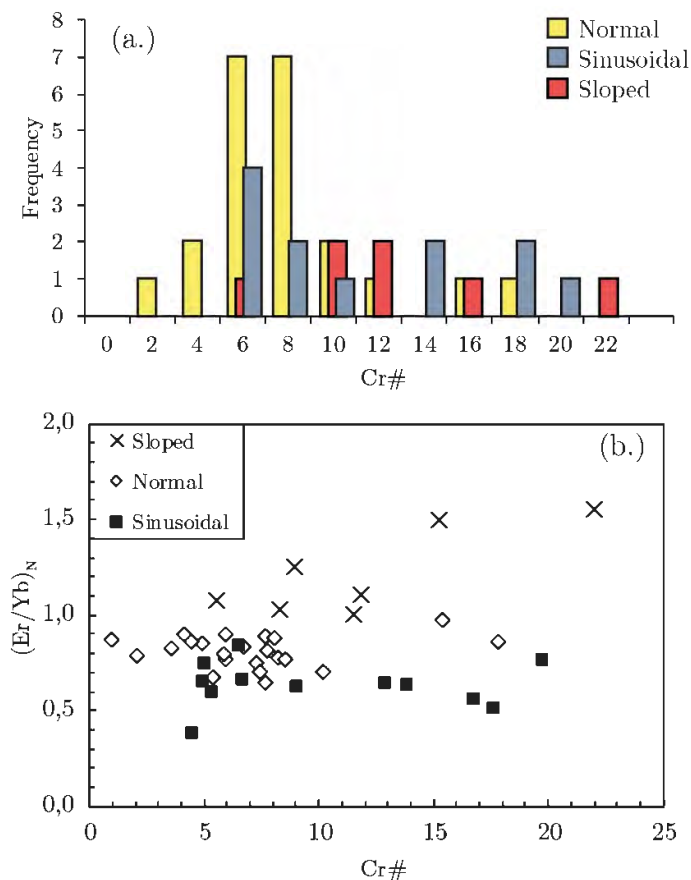 (a.)
Normal
Sinusoidal
Sloped
8
7
6
5
4
3
2
1
0
Frequency
0 2 4 6 8 10 12 14 16 18 20 22
Cr#
(b.)
Sloped
Normal
Sinusoidal
2,0
1,5
1,0
0,5
0,0
(Er/Yb)N
0 5 10 15 20 25
Cr#